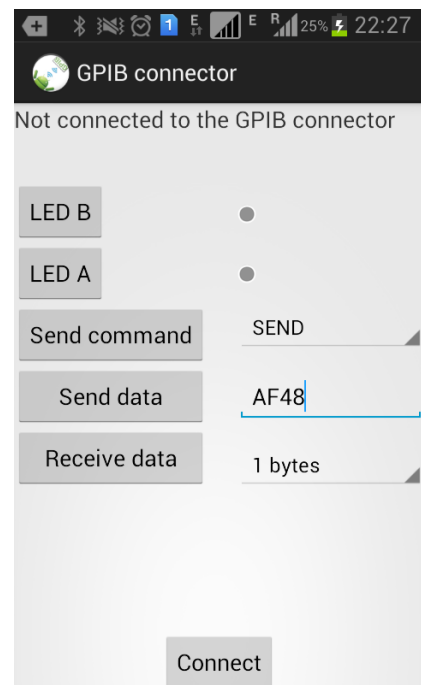 1 E E R 25% 22:27
GPIB connector
Not connected to the GPIB connector
LED B
LED A
Send command SEND
Send data AF48
Receive data 1 bytes
Connect